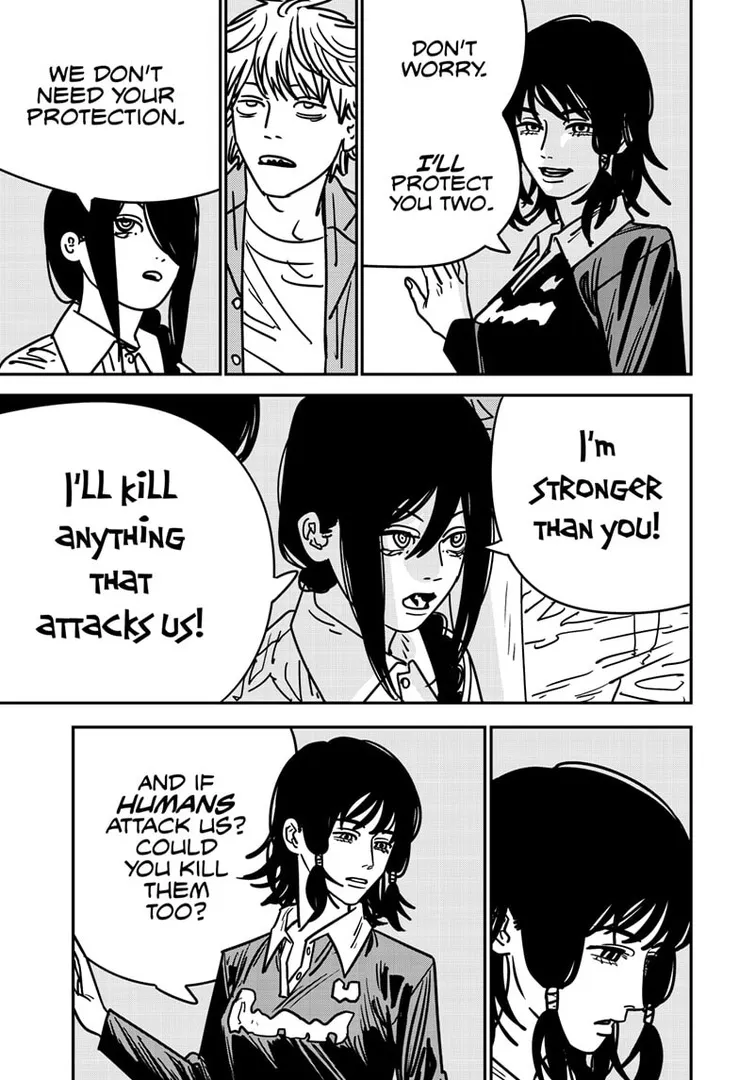 DON'T
WORRY.
I'LL
PROTECT
YOU TWO.
WE DON'T
NEED YOUR
PROTECTION.
I'm
STRONGER
THAN YOU!
I'LL KILL
ANYTHING
THAT
ATTACKS US!
AND IF
HUMANS
ATTACK US?
COULD
YOU KILL
THEM
TOO?